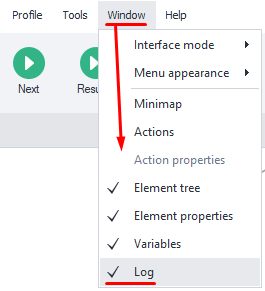 Profile Tools Window Help
Next Resu
Interface mode
Menu appearance
Minimap
Actions
Action properties
Element tree
Element properties
Variables
Log